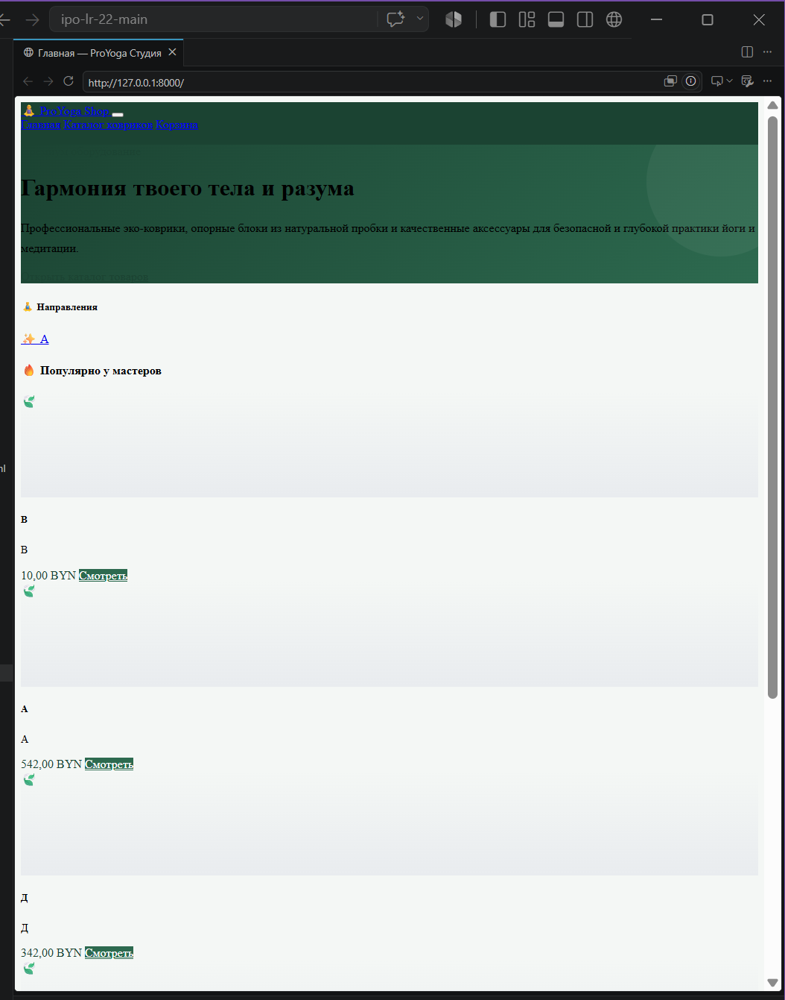 ipo-lr-22-main
Главная — ProYoga Студия
http://127.0.0.1:8000/
ProYoga Shop
Главная Каталог ковриков Корзина
Гармония твоего тела и разума
Профессиональные эко-коврики, опорные блоки из натуральной пробки и качественные аксессуары для безопасной и глубокой практики йоги и
медитации.
Открыть каталог товаров
Направления
А
Популярно у мастеров
В
В
10,00 BYN Смотреть
А
А
542,00 BYN Смотреть
Д
Д
342,00 BYN Смотреть